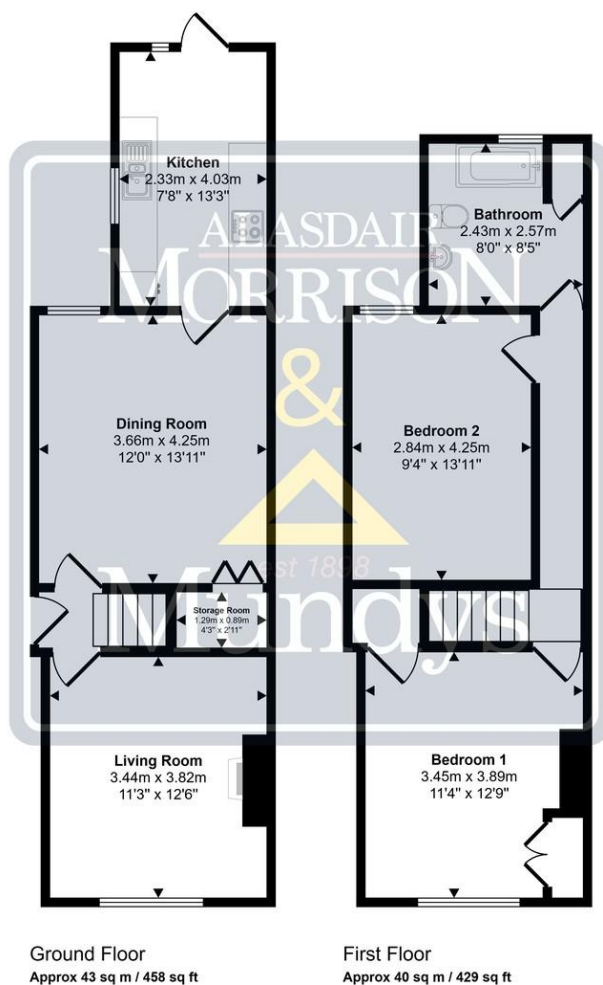 Kitchen
2.33m x 4.03m
7'8" x 13'3"
Bathroom
2.43m x 2.57m
8'0" x 8'5"
ALASDAIR
MORRISON
&
est 1898
Mundys
Dining Room
3.66m x 4.25m
12'0" x 13'11"
Bedroom 2
2.84m x 4.25m
9'4" x 13'11"
Storage Room
1.29m x 0.89m
4'3" x 2'11"
Living Room
3.44m x 3.82m
11'3" x 12'6"
Bedroom 1
3.45m x 3.89m
11'4" x 12'9"
Ground Floor
Approx 43 sq m / 458 sq ft
First Floor
Approx 40 sq m / 429 sq ft